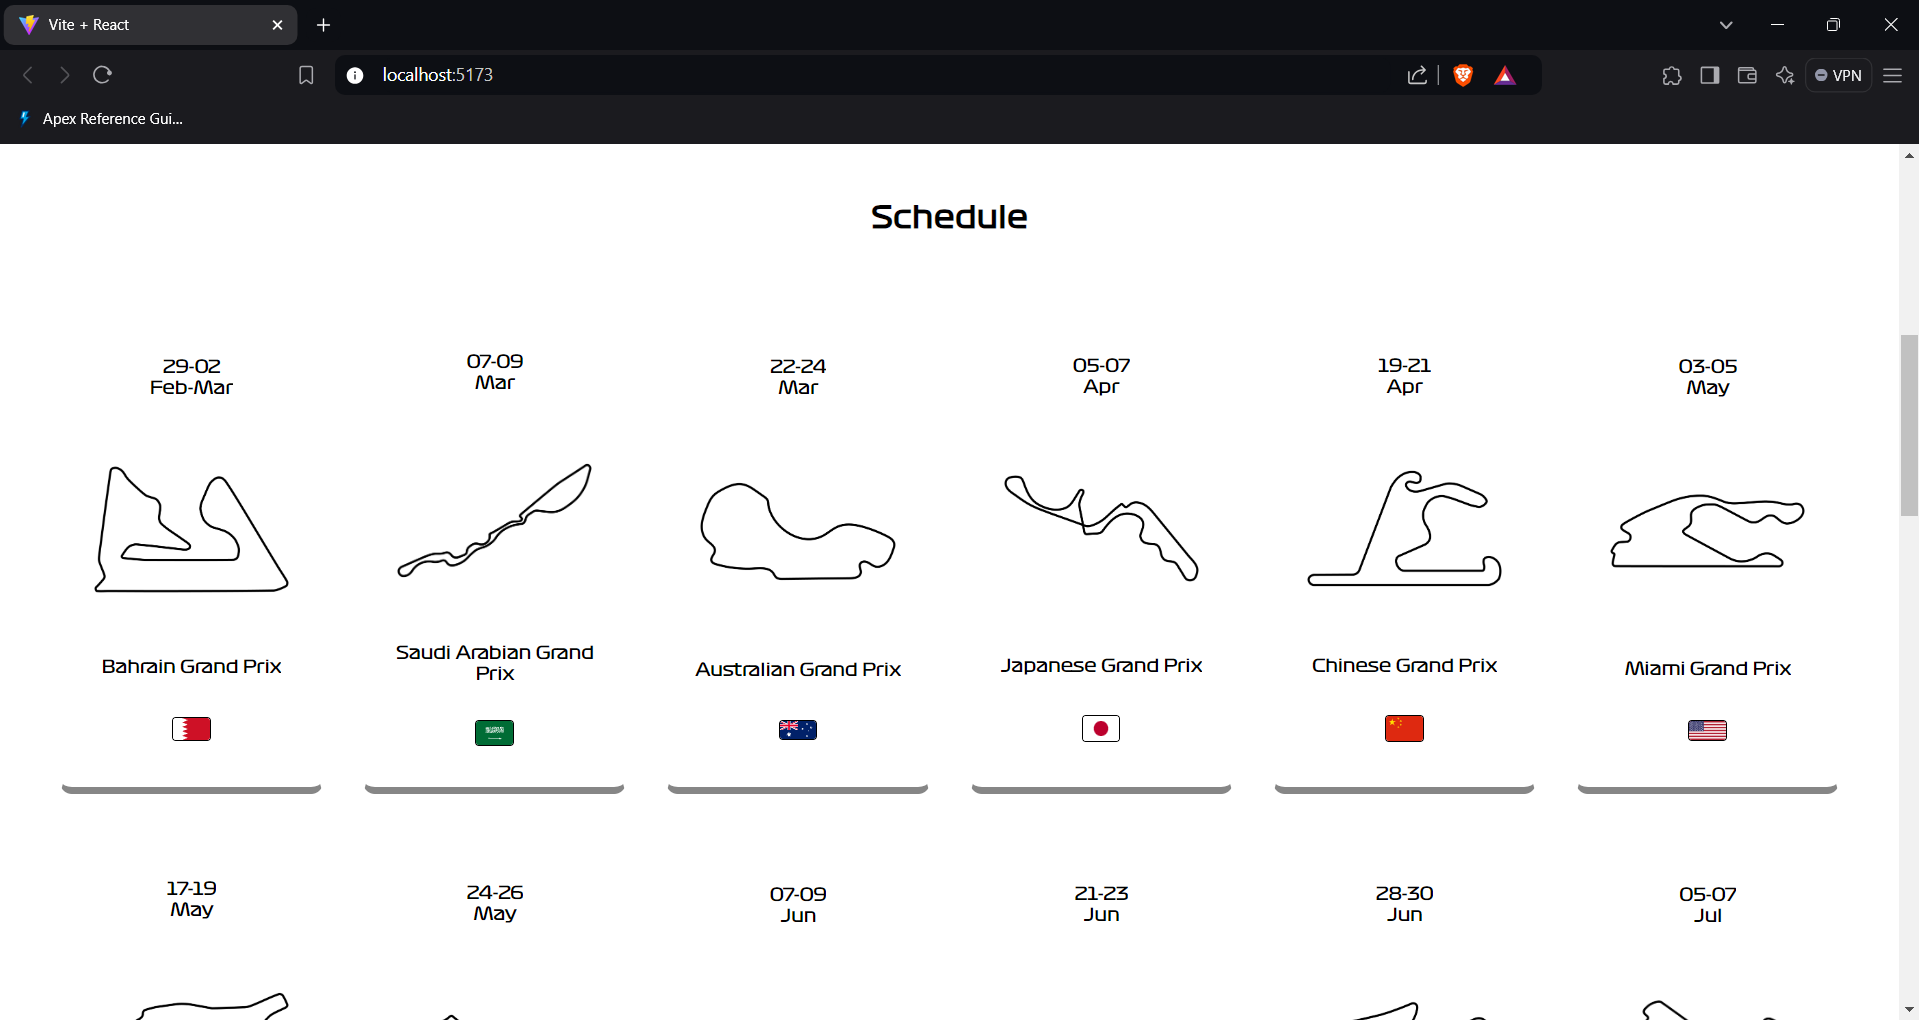 Vite + React
localhost:5173
VPN
Apex Reference Gui...
Schedule
29-02
Feb-Mar
07-09
Mar
22-24
Mar
05-07
Apr
19-21
Apr
03-05
May
Bahrain Grand Prix
Saudi Arabian Grand
Prix
Australian Grand Prix
Japanese Grand Prix
Chinese Grand Prix
Miami Grand Prix
17-19
May
24-26
May
07-09
Jun
21-23
Jun
28-30
Jun
05-07
Jul